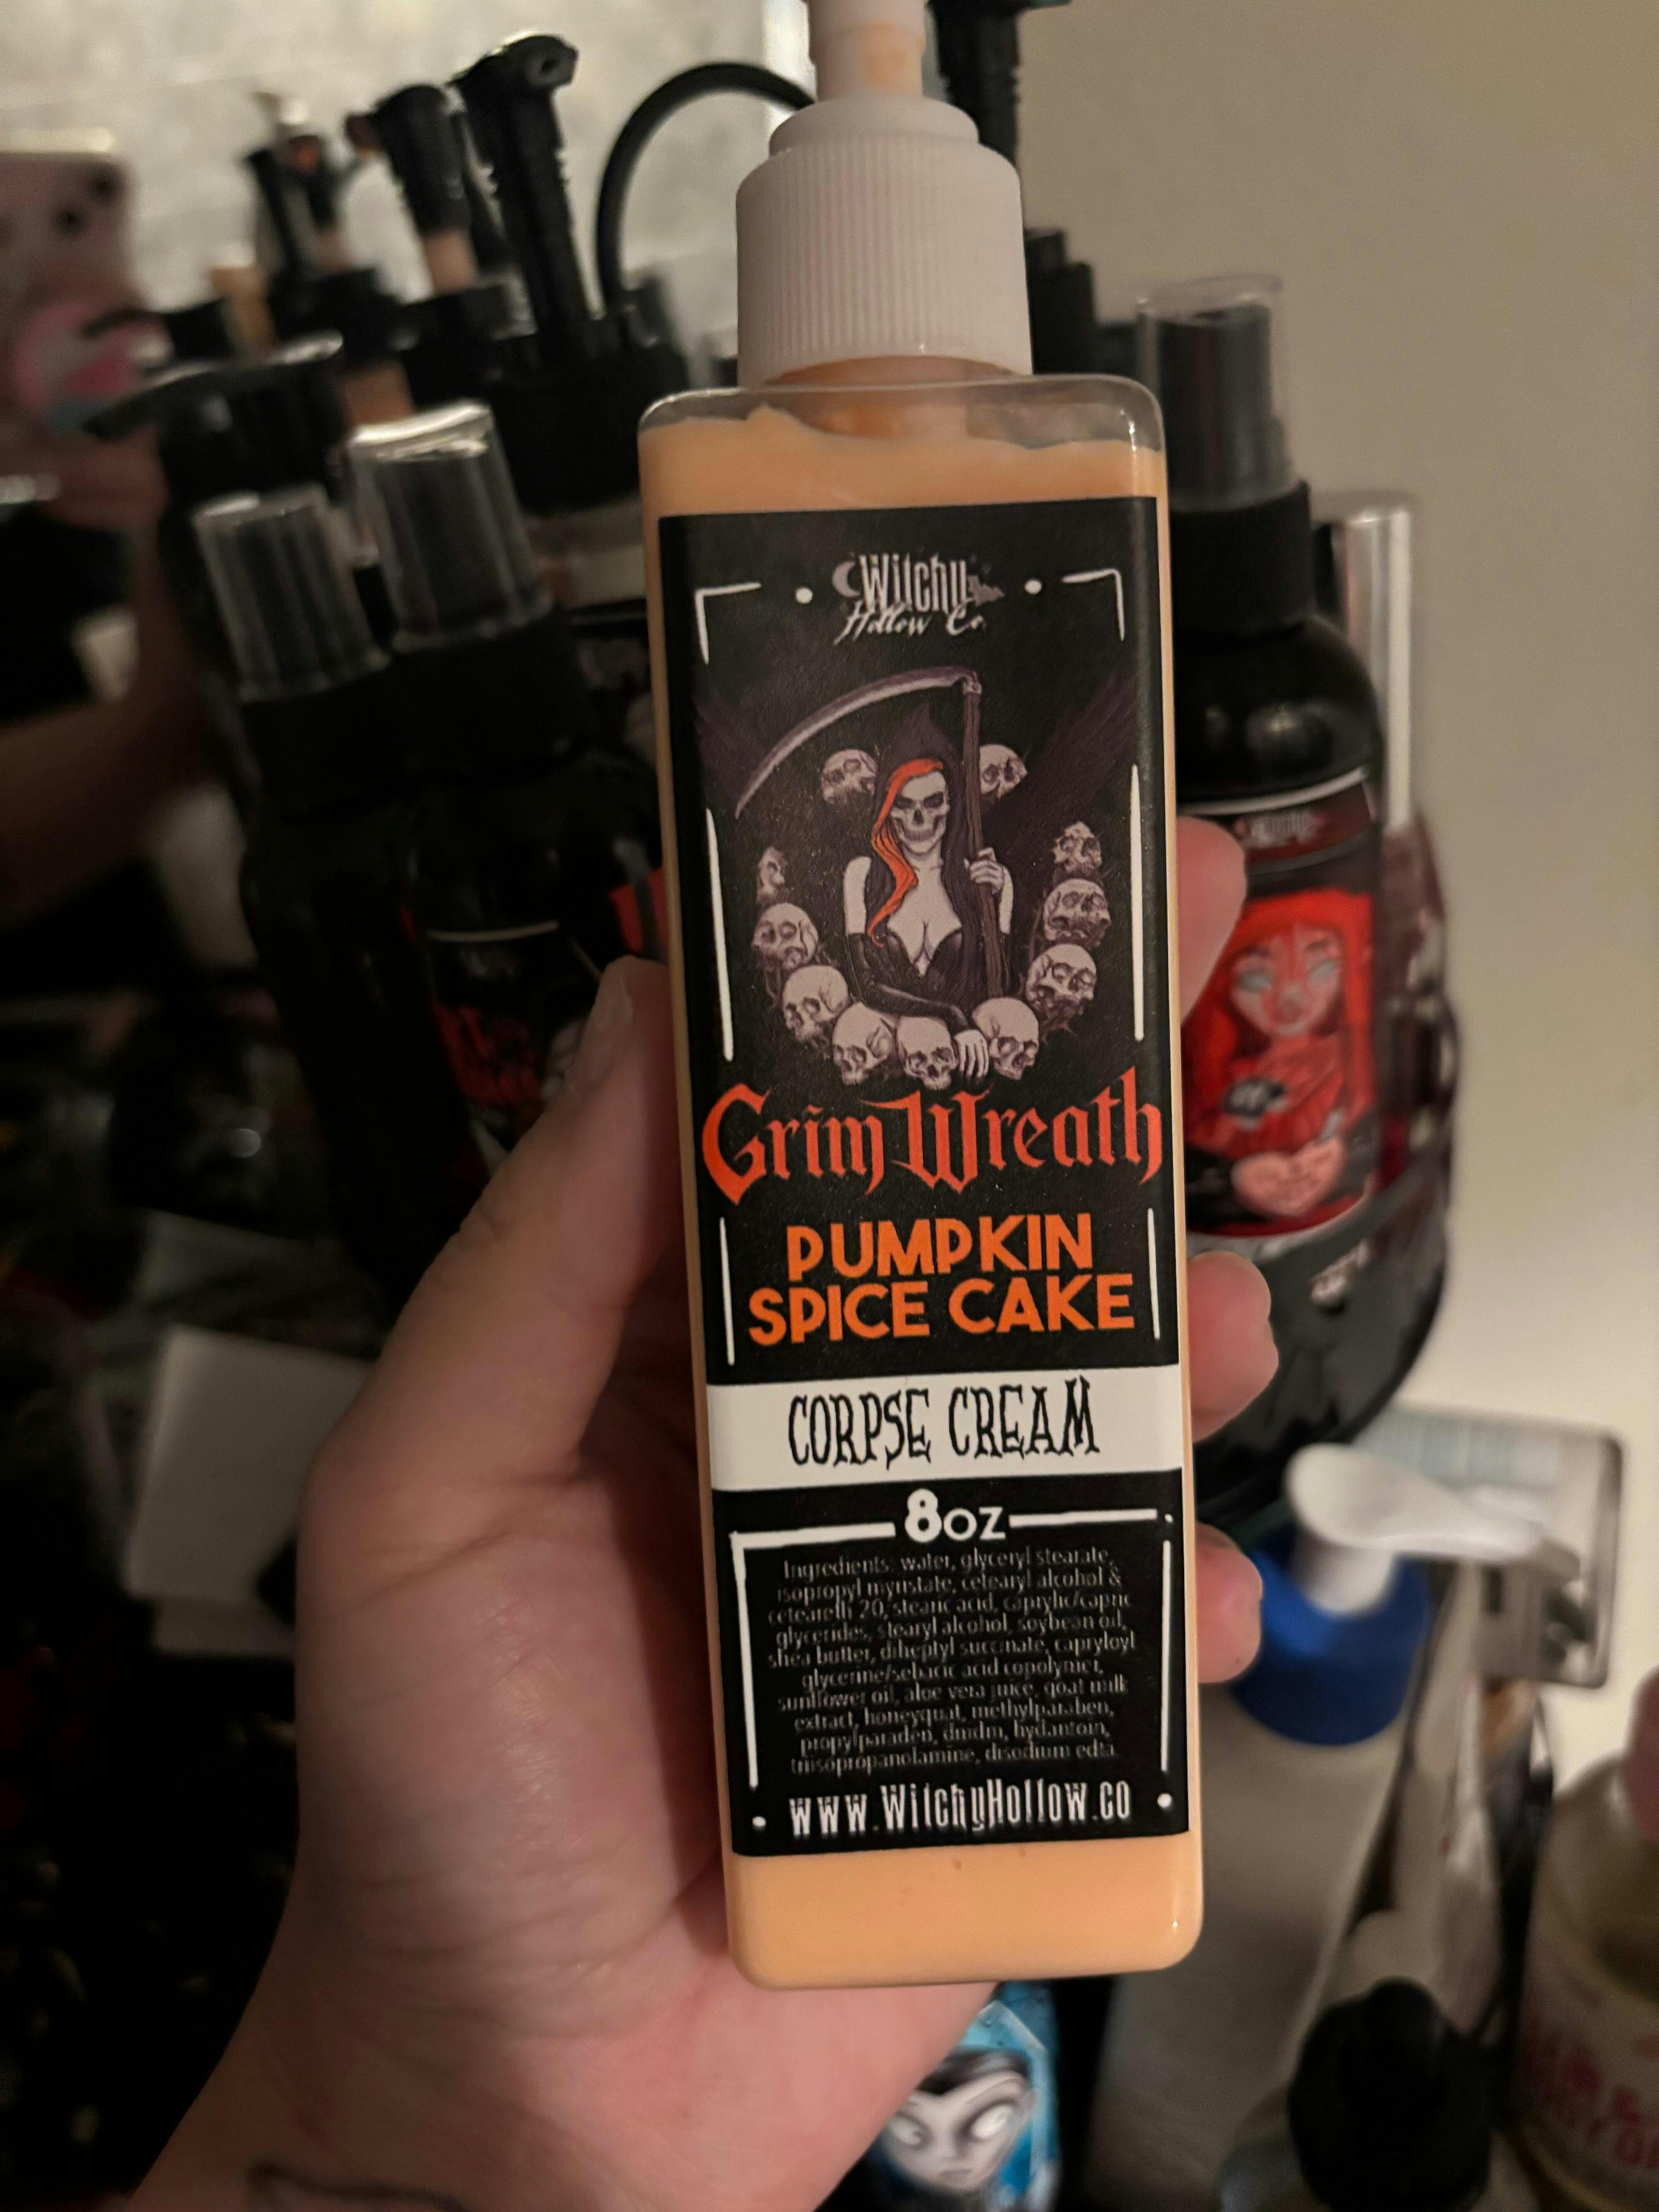 Witchy
Hollow Co.
Grim Wreath
PUMPKIN
SPICE CAKE
CORPSE CREAM
8oz
Ingredients: water, glyceryl stearate,
isopropyl myristate, cetearyl alcohol &
ceteareth 20, stearic acid, caprylic/capric
glycerides, stearyl alcohol, soybean oil,
shea butter, diheptyl succinate, capryloyl
glycerine/sebacic acid copolymer,
sunflower oil, aloe vera juice, goat milk
extract, honeyquat, methylparaben,
propylparaben, dmdm, hydantoin,
triisopropanolamine, disodium edta
www.WitchyHollow.co